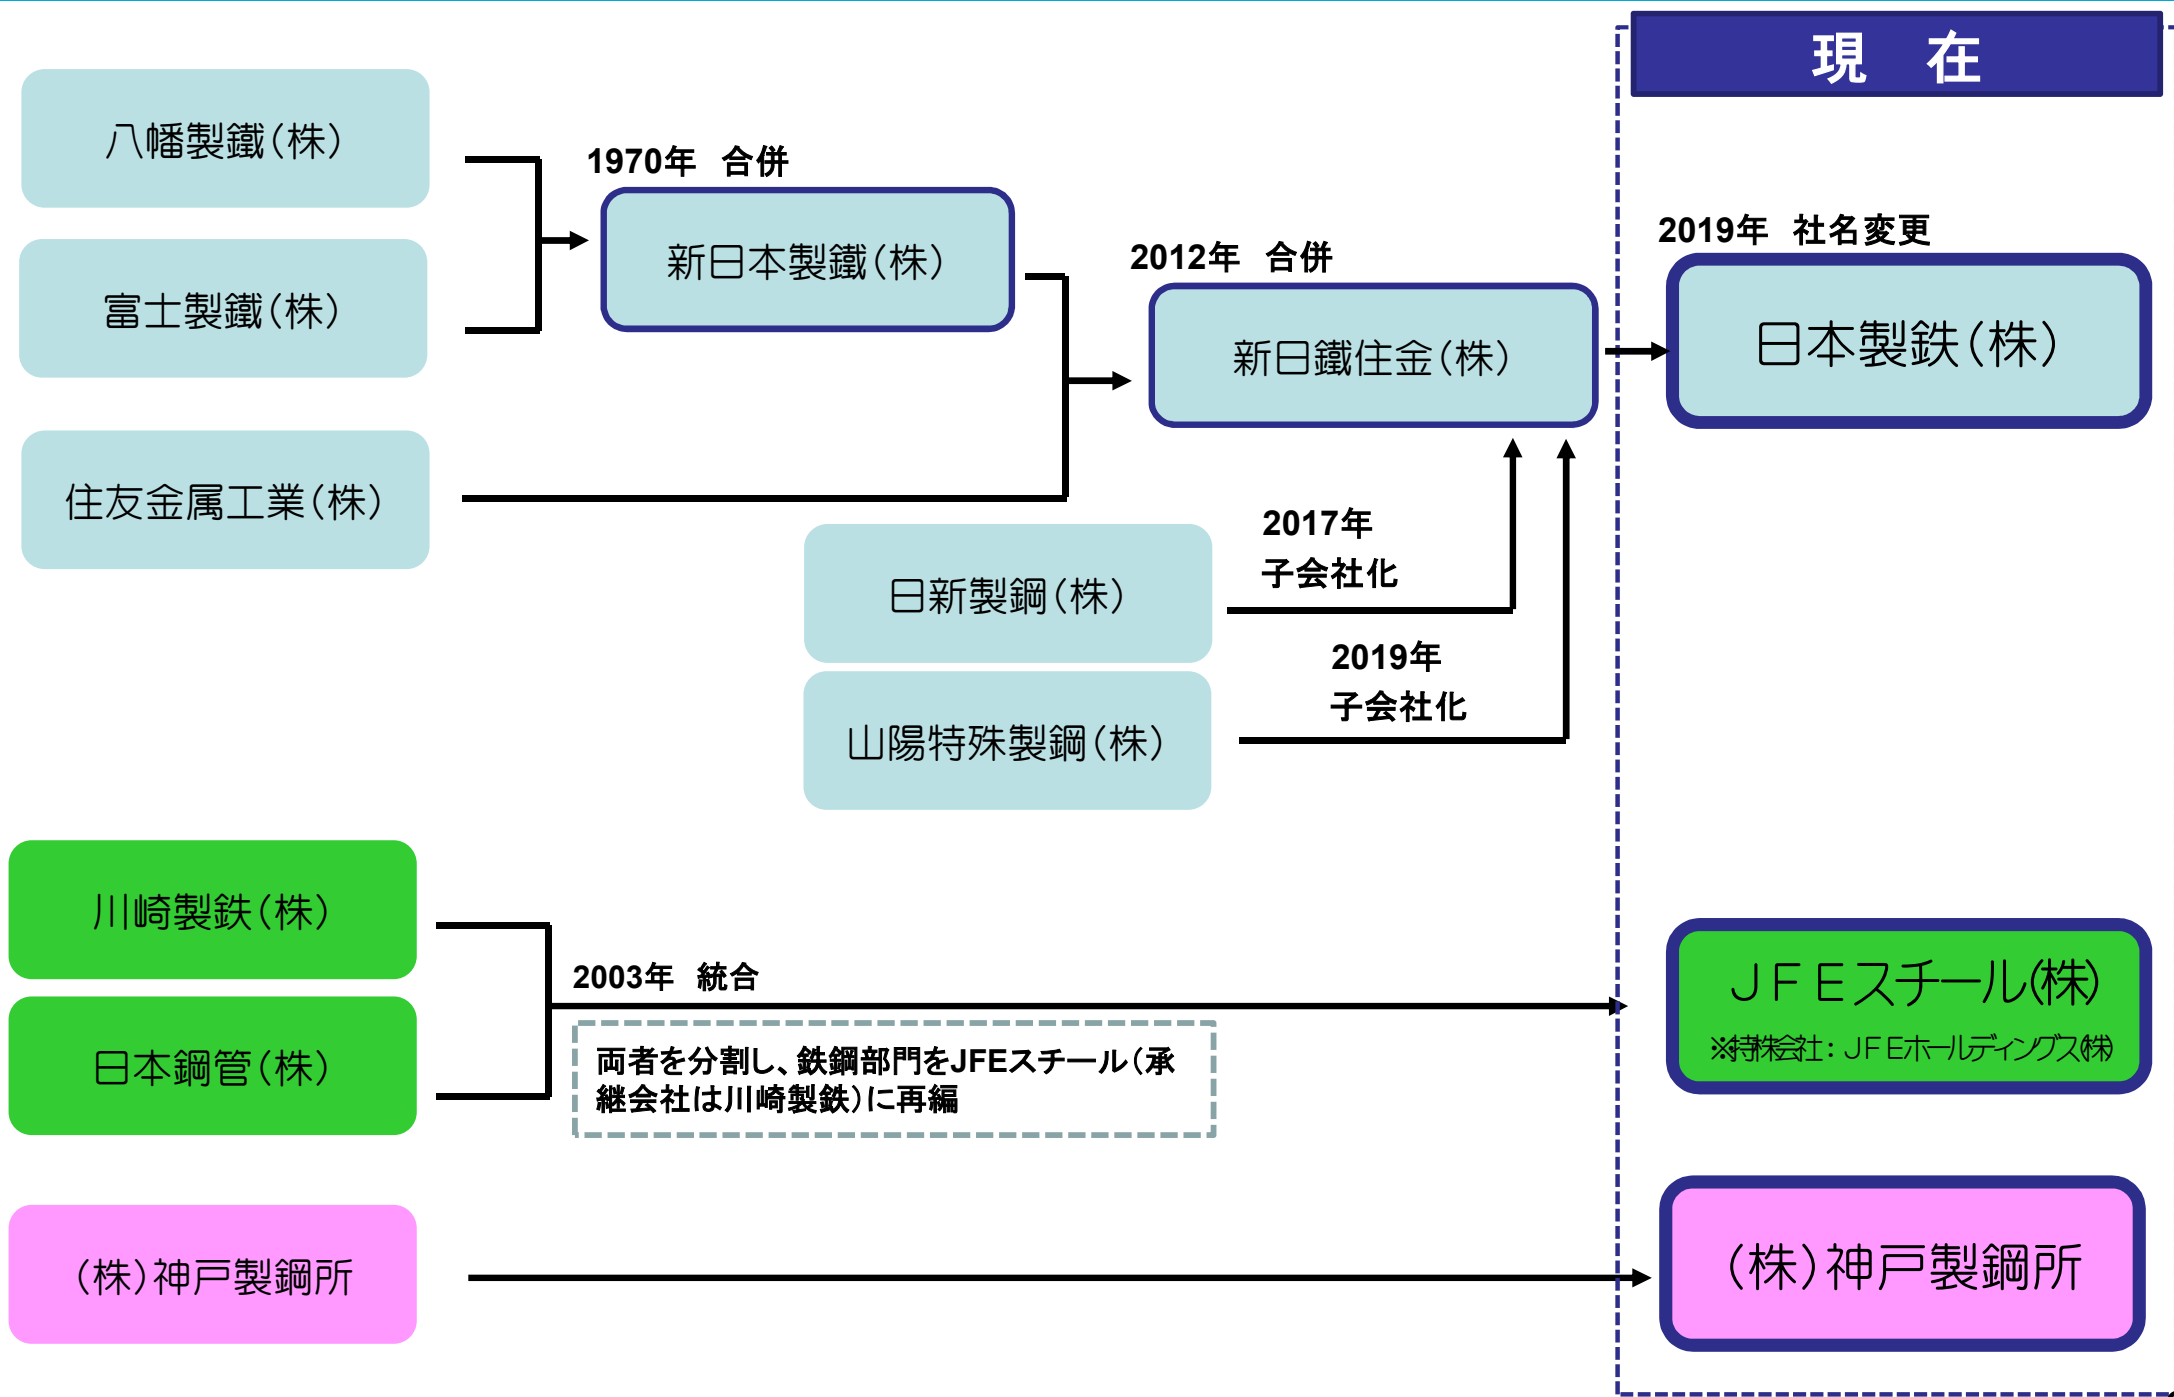 現　在
八幡製鐵（株）
1970年　合併
富士製鐵（株）
新日本製鐵（株）
2012年　合併
2019年　社名変更
新日鐵住金（株）
日本製鉄（株）
住友金属工業（株）
2017年
子会社化
日新製鋼（株）
2019年
子会社化
山陽特殊製鋼（株）
川崎製鉄（株）
2003年　統合
日本鋼管（株）
両者を分割し、鉄鋼部門をJFEスチール（承
継会社は川崎製鉄）に再編
ＪＦＥスチール(株)
※持株会社：ＪＦＥホールディングス(株)
（株）神戸製鋼所
（株）神戸製鋼所